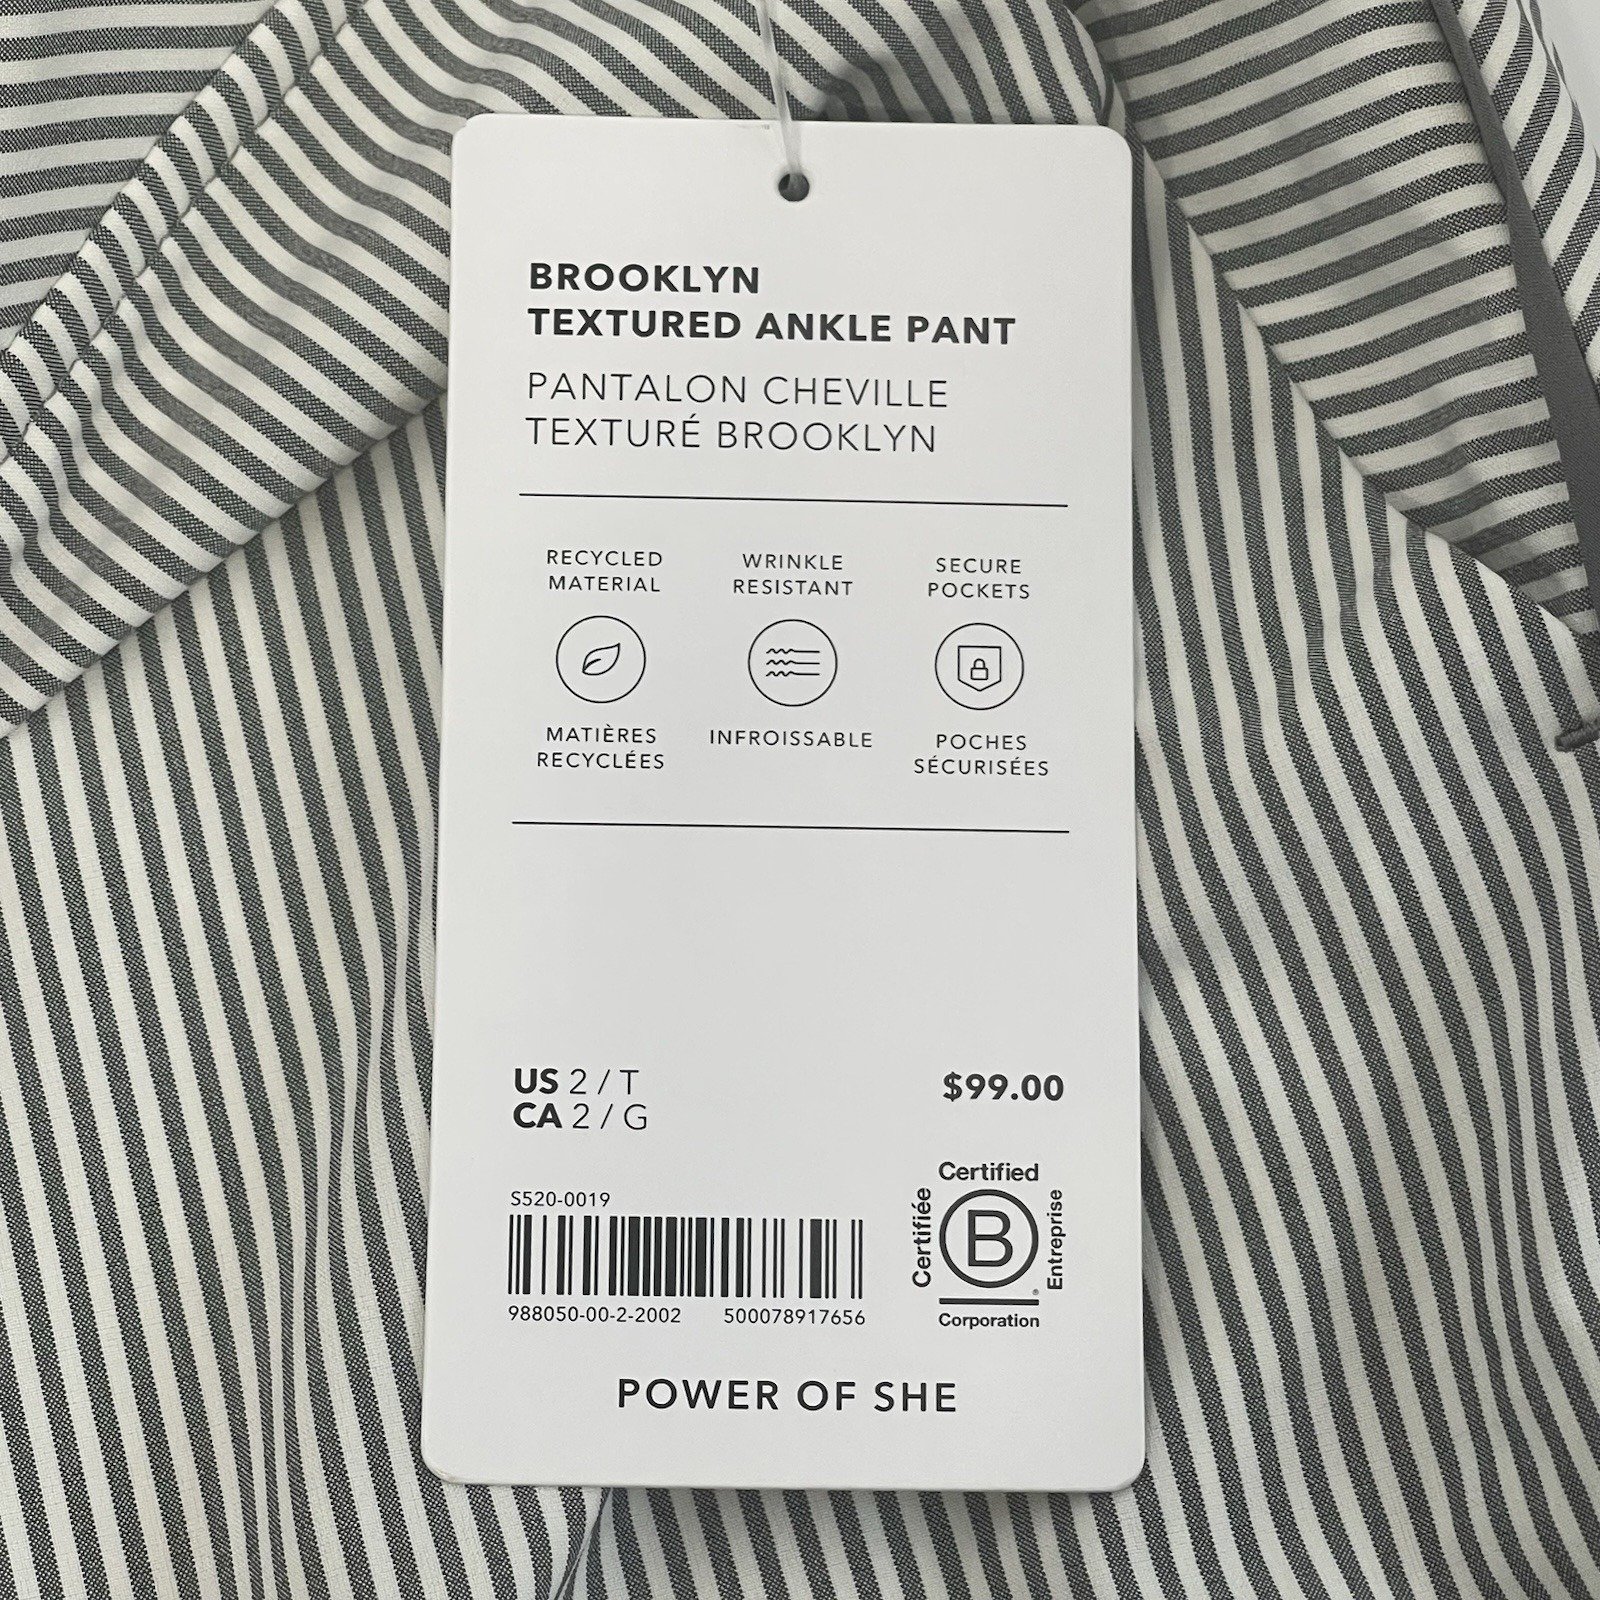 BROOKLYN
TEXTURED ANKLE PANT
PANTALON CHEVILLE
TEXTURÉ BROOKLYN
RECYCLED
MATERIAL
WRINKLE
RESISTANT
SECURE
POCKETS
MATIÈRES
RECYCLÉES
INFROISSABLE
POCHES
SÉCURISÉES
US 2 / T
CA 2 / G
$99.00
S520-0019
988050-00-2-2002 500078917656
Certified
Certifiée
B
®
Entreprise
Corporation
POWER OF SHE